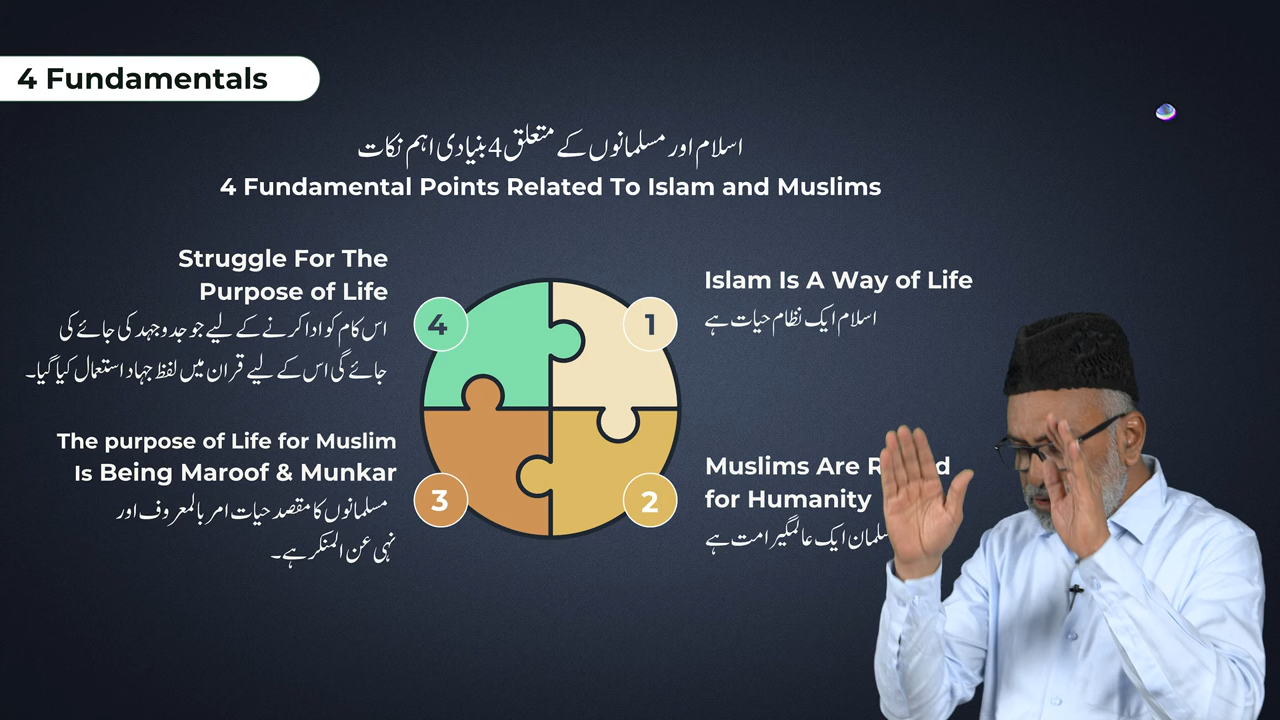 4 Fundamentals
اسلام اور مسلمانوں کے متعلق 4 بنیادی اہم نکات
4 Fundamental Points Related To Islam and Muslims
1
Islam Is A Way of Life
اسلام ایک نظام حیات ہے
2
Muslims Are
for Humanity
ایک عالمگیر امت ہے
3
The purpose of Life for Muslim
Is Being Maroof & Munkar
مسلمانوں کا مقصد حیات امر بالمعروف اور
نہی عن المنکر ہے۔
4
Struggle For The
Purpose of Life
اس کام کو ادا کرنے کے لیے جو جدوجہد کی جائے کی
جائے گی اس کے لیے قران میں لفظ جہاد استعمال کیا گیا۔